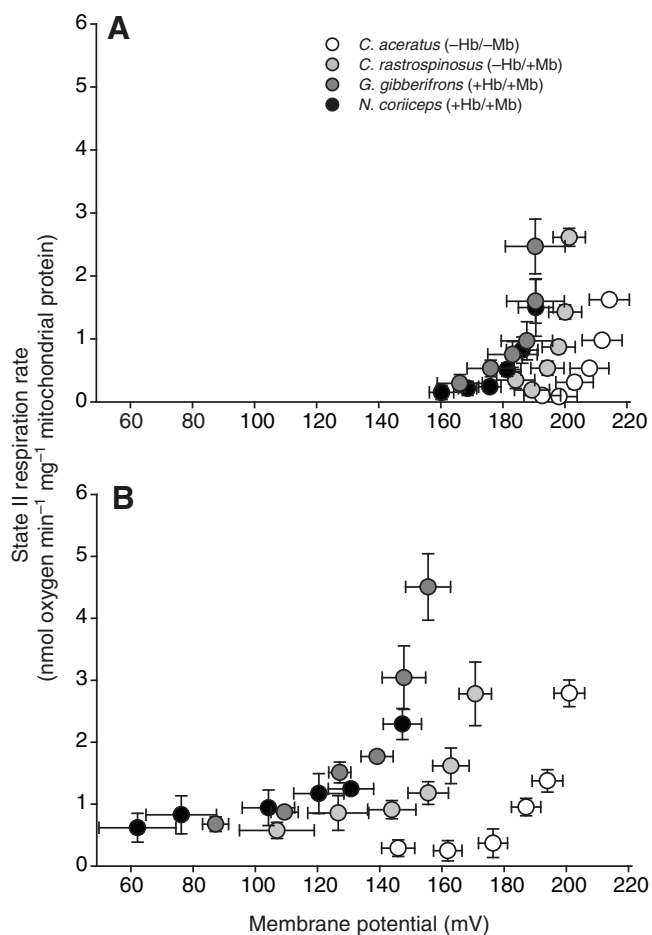 A
C. aceratus (–Hb/–Mb)
C. rastrospinosus (–Hb/+Mb)
G. gibberifrons (+Hb/+Mb)
N. coriiceps (+Hb/+Mb)
6
5
4
3
2
1
0
60 80 100 120 140 160 180 200 220
State II respiration rate
(nmol oxygen min–1 mg–1 mitochondrial protein)
B
6
5
4
3
2
1
0
60 80 100 120 140 160 180 200 220
Membrane potential (mV)